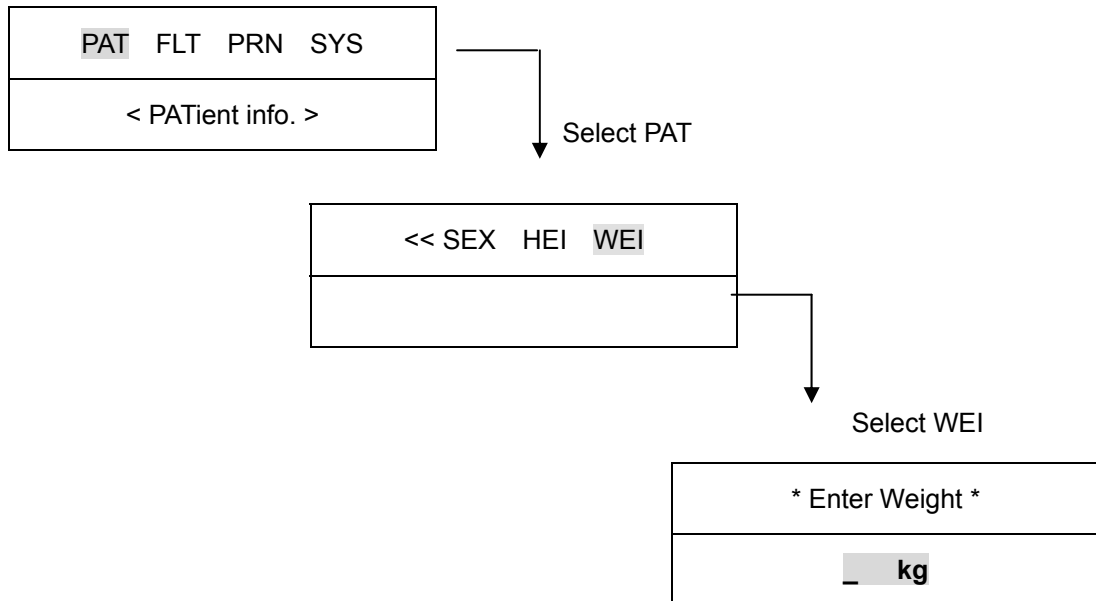 PAT FLT PRN SYS
< PATient info. >
Select PAT
<< SEX HEI WEI
Select WEI
* Enter Weight *
_ kg